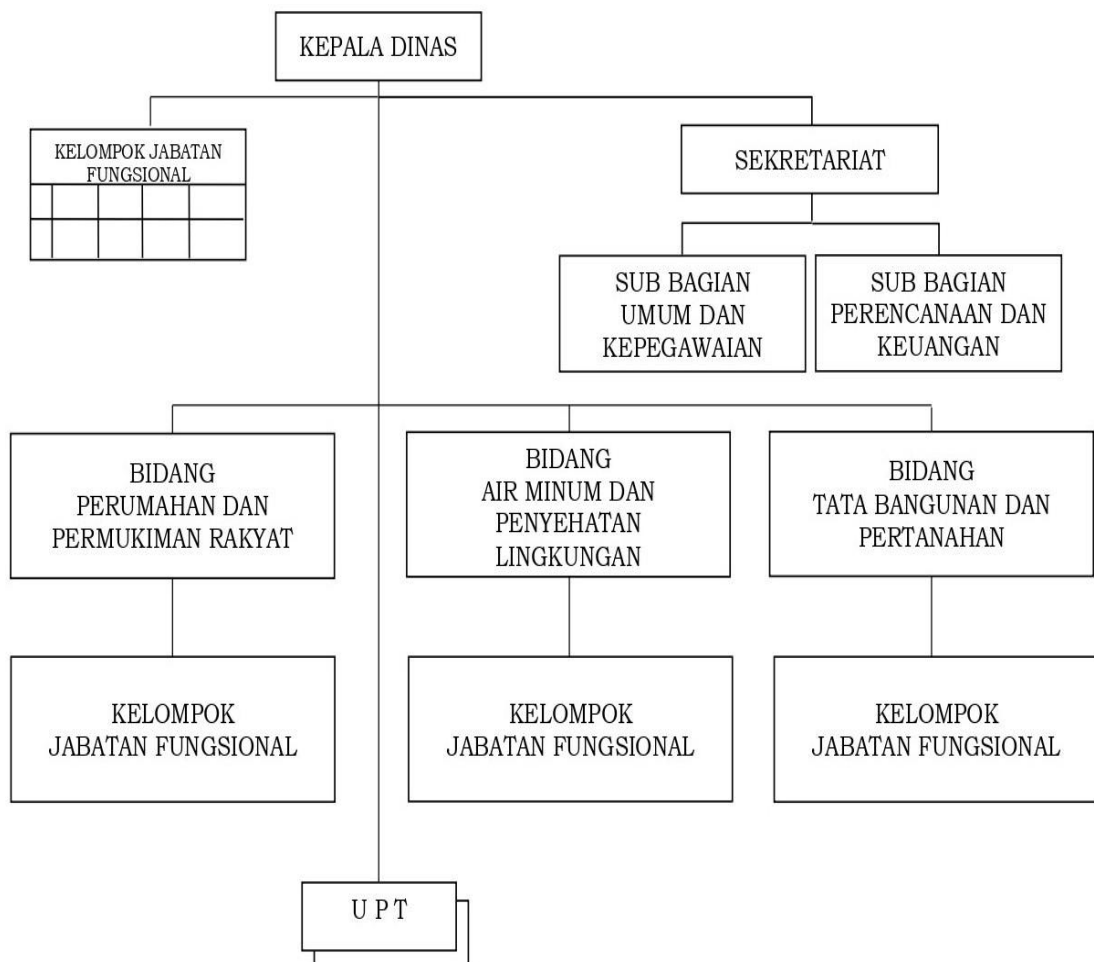 KEPALA DINAS
KELOMPOK JABATAN
FUNGSIONAL
SEKRETARIAT
SUB BAGIAN
UMUM DAN
KEPEGAWAIAN
SUB BAGIAN
PERENCANAAN DAN
KEUANGAN
BIDANG
PERUMAHAN DAN
PERMUKIMAN RAKYAT
BIDANG
AIR MINUM DAN
PENYEHATAN
LINGKUNGAN
BIDANG
TATA BANGUNAN DAN
PERTANAHAN
KELOMPOK
JABATAN FUNGSIONAL
KELOMPOK
JABATAN FUNGSIONAL
KELOMPOK
JABATAN FUNGSIONAL
U P T